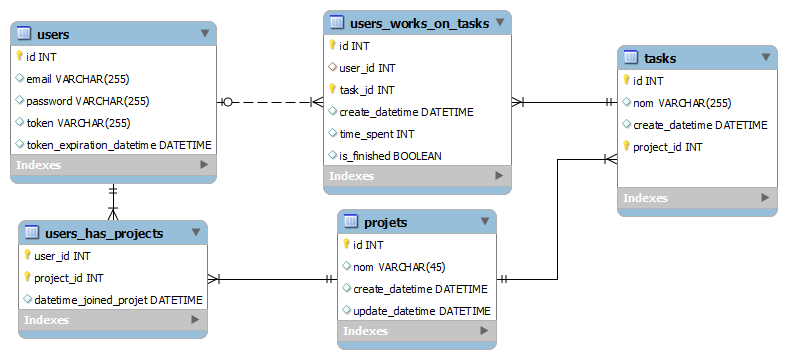 users
id INT
email VARCHAR(255)
password VARCHAR(255)
token VARCHAR(255)
token_expiration_datetime DATETIME
Indexes
users_works_on_tasks
id INT
user_id INT
task_id INT
create_datetime DATETIME
time_spent INT
is_finished BOOLEAN
Indexes
tasks
id INT
nom VARCHAR(255)
create_datetime DATETIME
project_id INT
Indexes
users_has_projects
user_id INT
project_id INT
datetime_joined_projet DATETIME
Indexes
projets
id INT
nom VARCHAR(45)
create_datetime DATETIME
update_datetime DATETIME
Indexes